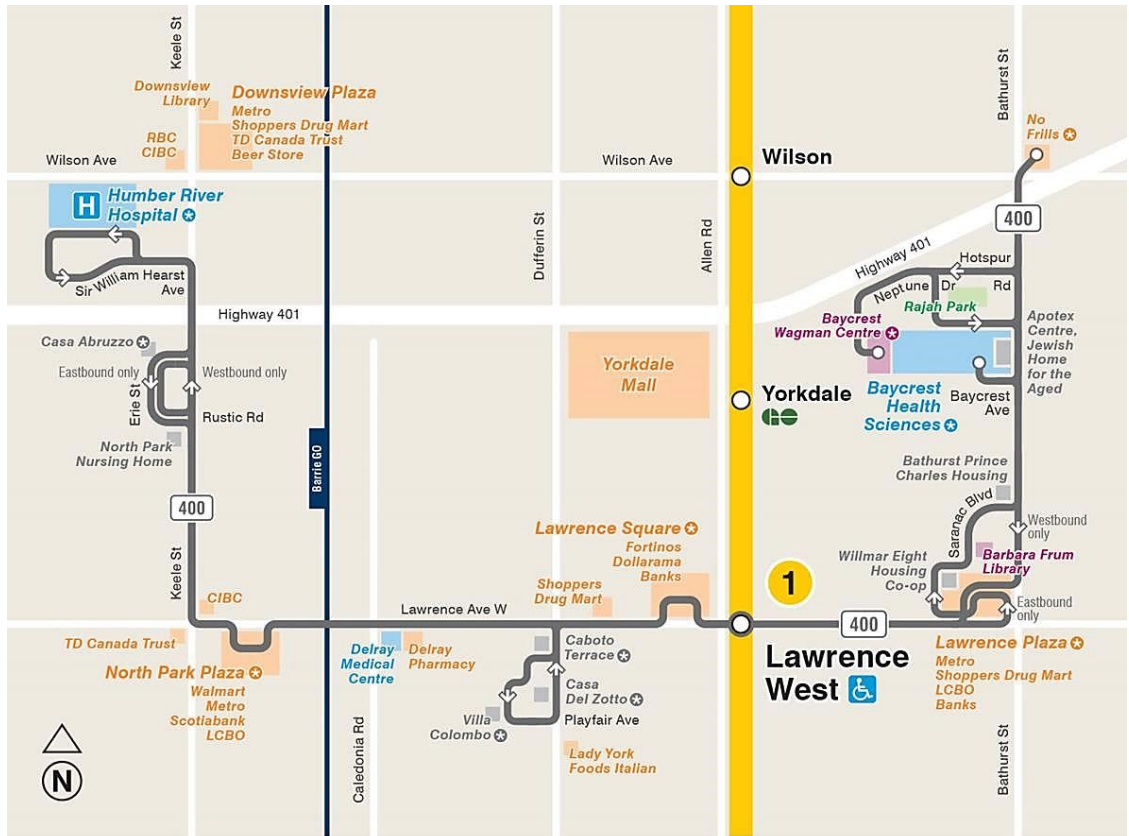 Keele St
Bathurst St
Downsview
Library
Downsview Plaza
Metro
Shoppers Drug Mart
TD Canada Trust
Beer Store
RBC
CIBC
No
Frills
Wilson Ave
Wilson Ave
Wilson
H
Humber River
Hospital
400
Dufferin St
Allen Rd
Highway 401
Hotspur
Rd
Neptune Dr
Rajah Park
Sir William Hearst
Ave
Highway 401
Baycrest
Wagman Centre
Apotex
Centre,
Jewish
Home
for the
Aged
Casa Abruzzo
Eastbound only
Westbound only
Erie St
Rustic Rd
Yorkdale
Mall
Yorkdale
GO
Baycrest
Health
Sciences
Baycrest
Ave
North Park
Nursing Home
Barrie GO
Bathurst Prince
Charles Housing
400
Saranac Blvd
Westbound
only
Lawrence Square
Fortinos
Dollarama
Banks
Willmar Eight
Housing
Co-op
Barbara Frum
Library
1
Keele St
CIBC
Shoppers
Drug Mart
Lawrence Ave W
400
Eastbound
only
TD Canada Trust
North Park Plaza
Walmart
Metro
Scotiabank
LCBO
Delray
Medical
Centre
Delray
Pharmacy
Caboto
Terrace
Casa
Del Zotto
Lawrence
West
Lawrence Plaza
Metro
Shoppers Drug Mart
LCBO
Banks
Villa
Colombo
Playfair Ave
Lady York
Foods Italian
Caledonia Rd
Bathurst St
N